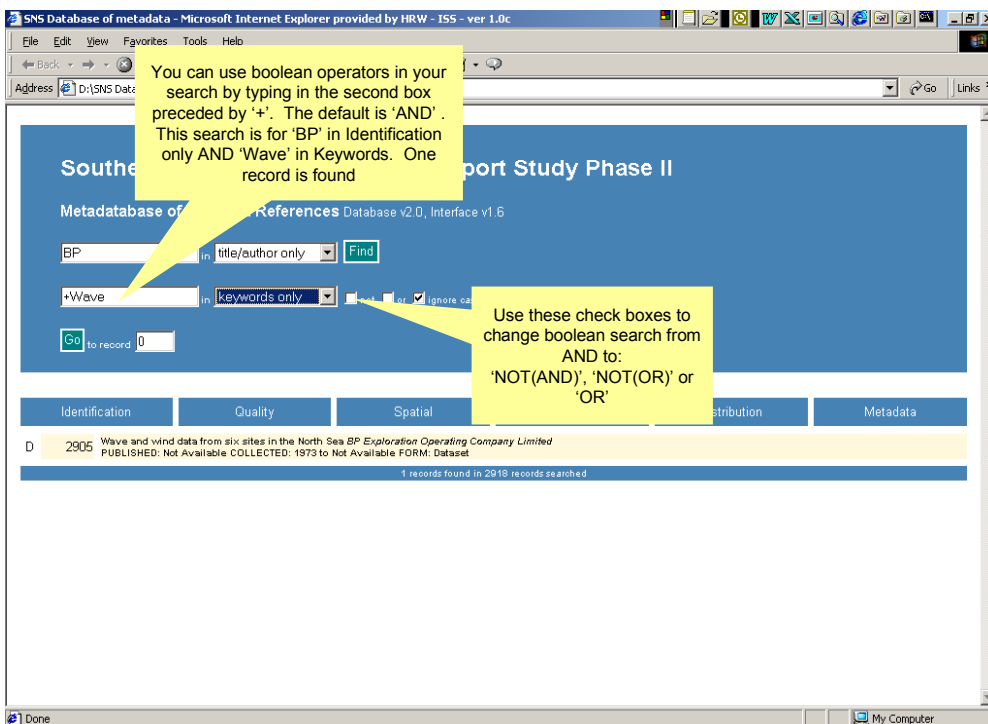 SNS Database of metadata - Microsoft Internet Explorer provided by HRW - ISS - ver 1.0c
File Edit View Favorites Tools Help
Back
Address D:\SNS Data Go Links
You can use boolean operators in your
search by typing in the second box
preceded by '+'. The default is 'AND' .
This search is for 'BP' in Identification
only AND 'Wave' in Keywords. One
record is found
Southe port Study Phase II
Metadatabase of References Database v2.0, Interface v1.6
BP in title/author only Find
+Wave in keywords only or ignore cas
Use these check boxes to
change boolean search from
AND to:
'NOT(AND)', 'NOT(OR)' or
'OR'
Go to record 0
Identification Quality Spatial stribution Metadata
D 2905 Wave and wind data from six sites in the North Sea BP Exploration Operating Company Limited
PUBLISHED: Not Available COLLECTED: 1973 to Not Available FORM: Dataset
1 records found in 2918 records searched
Done My Computer